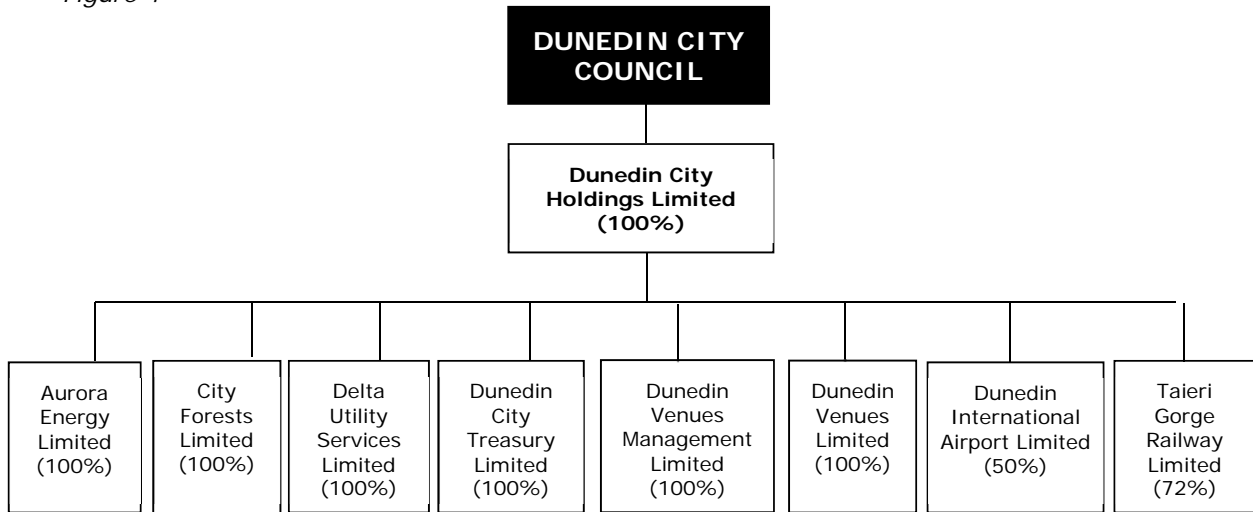 DUNEDIN CITY
COUNCIL
Dunedin City
Holdings Limited
(100%)
Aurora
Energy
Limited
(100%)
City
Forests
Limited
(100%)
Delta
Utility
Services
Limited
(100%)
Dunedin
City
Treasury
Limited
(100%)
Dunedin
Venues
Management
Limited
(100%)
Dunedin
Venues
Limited
(100%)
Dunedin
International
Airport Limited
(50%)
Taieri
Gorge
Railway
Limited
(72%)